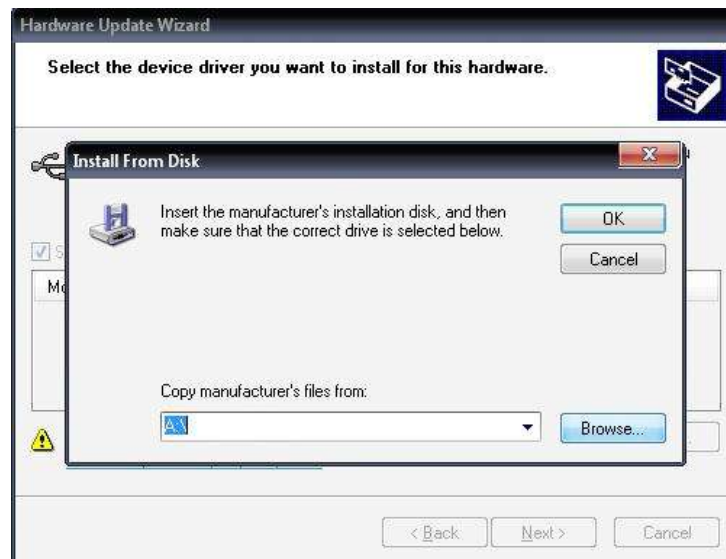 Hardware Update Wizard
Select the device driver you want to install for this hardware.
Install From Disk
Insert the manufacturer's installation disk, and then
make sure that the correct drive is selected below.
OK
Cancel
S
Mo
Copy manufacturer's files from:
A:\
Browse...
< Back
Next >
Cancel